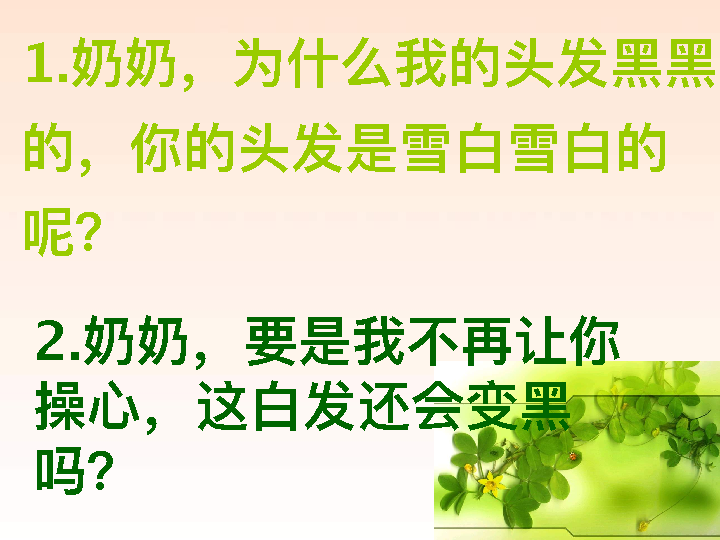 1.奶奶，为什么我的头发黑黑
的，你的头发是雪白雪白的
呢？
2.奶奶，要是我不再让你
操心，这白发还会变黑
吗？